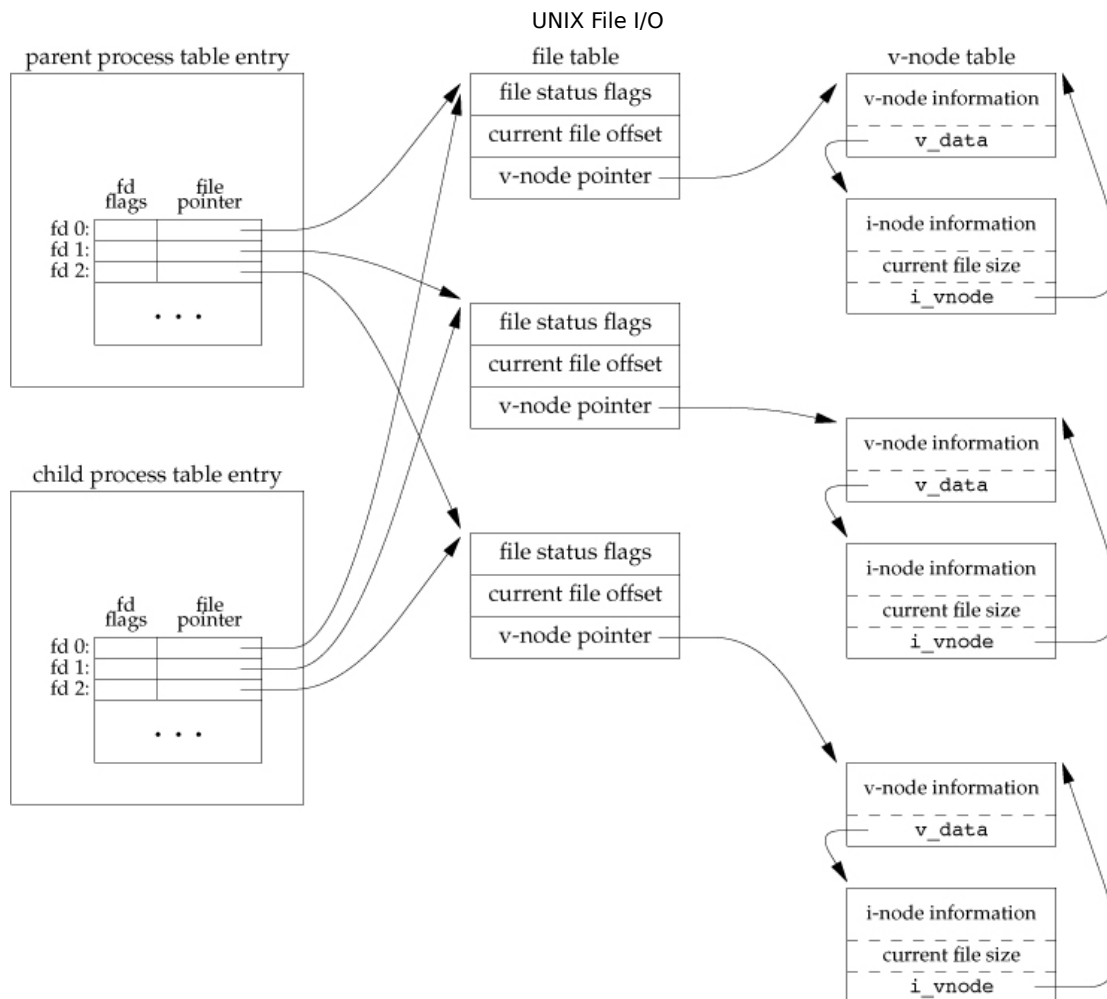 UNIX File I/O
parent process table entry
fd
flags
file
pointer
fd 0:
fd 1:
fd 2:
. . .
child process table entry
fd
flags
file
pointer
fd 0:
fd 1:
fd 2:
. . .
file table
file status flags
current file offset
v-node pointer
file status flags
current file offset
v-node pointer
file status flags
current file offset
v-node pointer
v-node table
v-node information
v_data
i-node information
current file size
i_vnode
v-node information
v_data
i-node information
current file size
i_vnode
v-node information
v_data
i-node information
current file size
i_vnode